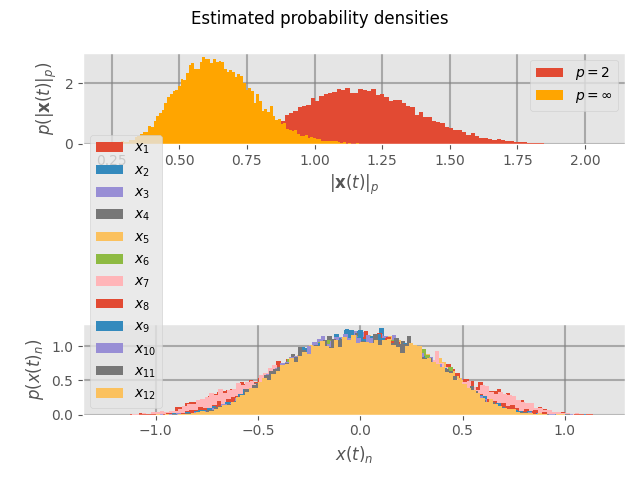 Estimated probability densities
p(|x(t)|ₚ)
2
0
p = 2
p = ∞
0.25 0.50 0.75 1.00 1.25 1.50 1.75 2.00
|x(t)|ₚ
x₁
x₂
x₃
x₄
x₅
x₆
x₇
x₈
x₉
x₁₀
x₁₁
x₁₂
p(x(t)ₙ)
1.0
0.5
0.0
−1.0 −0.5 0.0 0.5 1.0
x(t)ₙ